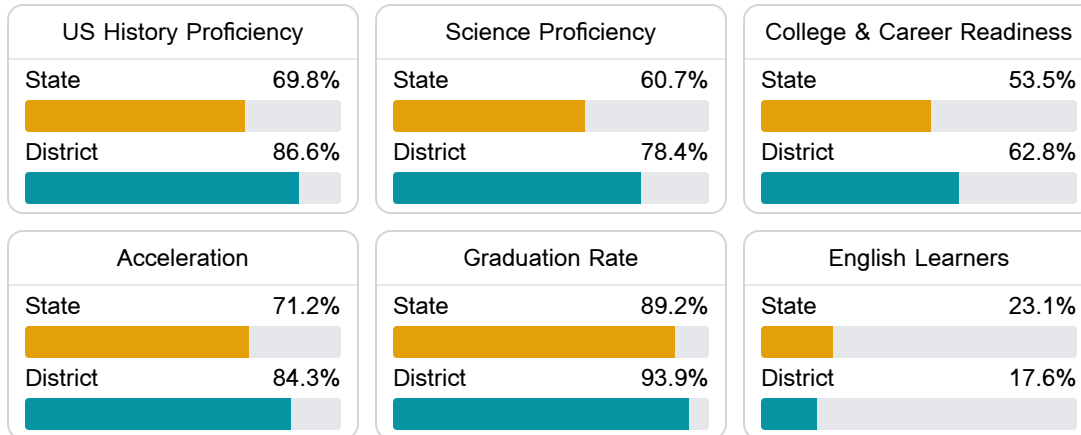 US History Proficiency
State 69.8%
District 86.6%
Science Proficiency
State 60.7%
District 78.4%
College & Career Readiness
State 53.5%
District 62.8%
Acceleration
State 71.2%
District 84.3%
Graduation Rate
State 89.2%
District 93.9%
English Learners
State 23.1%
District 17.6%